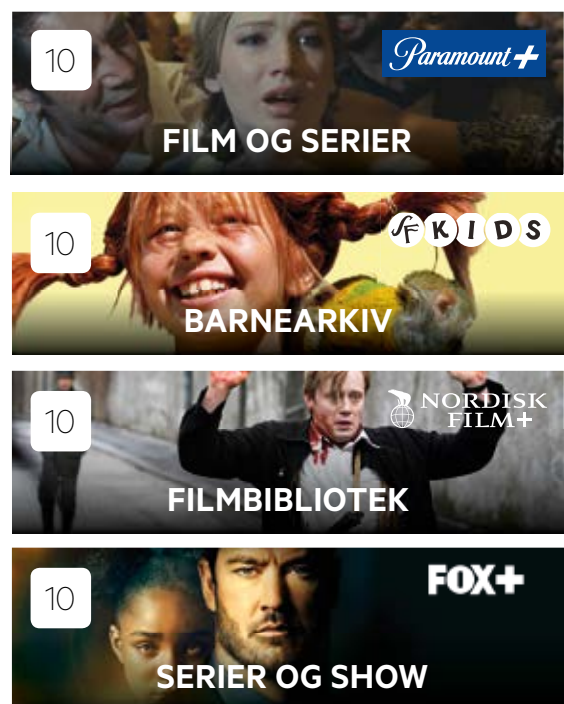 10
Paramount+
FILM OG SERIER
10
SF KIDS
BARNEARKIV
10
NORDISK
FILM+
FILMBIBLIOTEK
10
FOX+
SERIER OG SHOW